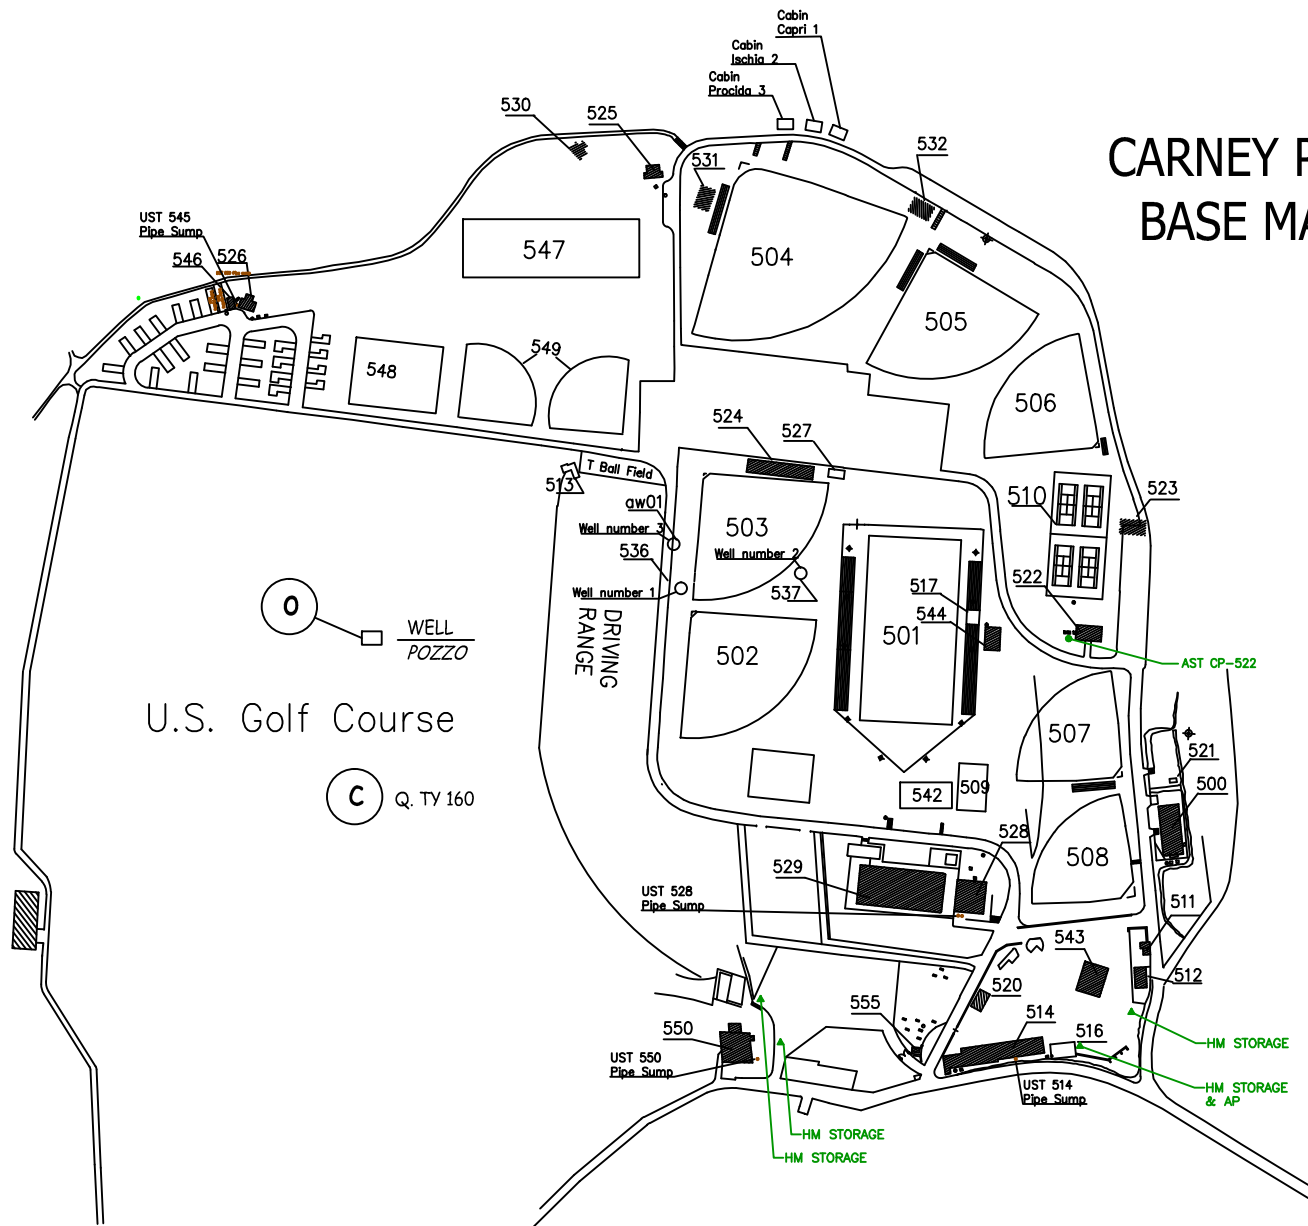 Cabin
Capri 1
Cabin
Ischia 2
Cabin
Procida 3
CARNEY P
BASE MA
530
525
532
531
504
UST 545
Pipe Sump
546
526
547
505
549
548
506
524
527
T Ball Field
513
aw01
510
523
503
Well number 3
536
Well number 2
522
Well number 1
537
517
544
O
WELL
POZZO
DRIVING
RANGE
501
502
AST CP-522
U.S. Golf Course
507
521
500
C
Q. TY 160
509
542
528
529
508
UST 528
Pipe Sump
511
543
512
520
555
514
550
516
HM STORAGE
UST 550
Pipe Sump
UST 514
Pipe Sump
HM STORAGE
& AP
HM STORAGE
HM STORAGE